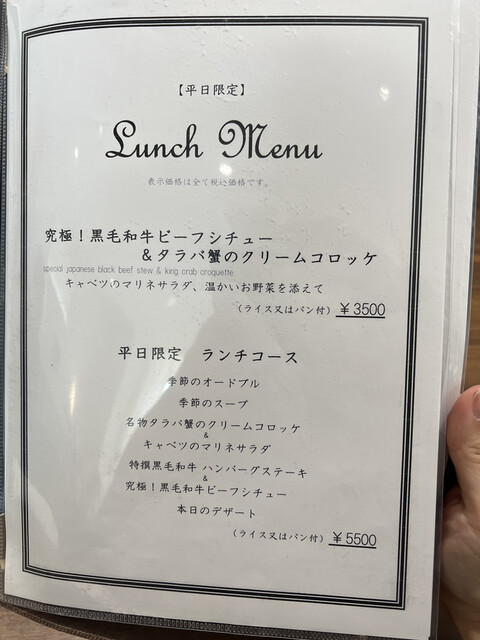 【平日限定】
Lunch Menu
表示価格は全て税込価格です。
究極！黒毛和牛ビーフシチュー
＆タラバ蟹のクリームコロッケ
special japanese black beef stew & king crab croquette
キャベツのマリネサラダ、温かいお野菜を添えて
（ライス又はパン付）￥3500
平日限定 ランチコース
季節のオードブル
季節のスープ
名物タラバ蟹のクリームコロッケ
&
キャベツのマリネサラダ
特撰黒毛和牛 ハンバーグステーキ
&
究極！黒毛和牛ビーフシチュー
本日のデザート
（ライス又はパン付）￥5500